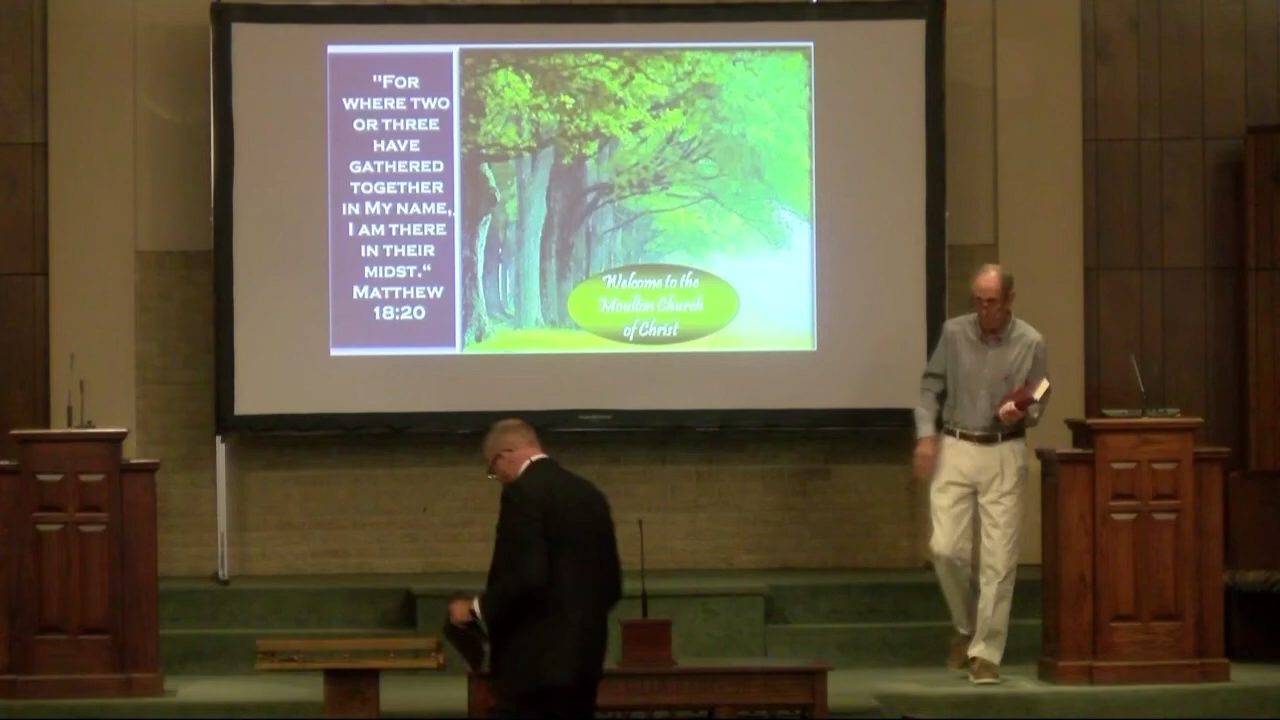 "FOR
WHERE TWO
OR THREE
HAVE
GATHERED
TOGETHER
IN MY NAME,
I AM THERE
IN THEIR
MIDST.“
MATTHEW
18:20
Welcome to the
Moulton Church
of Christ